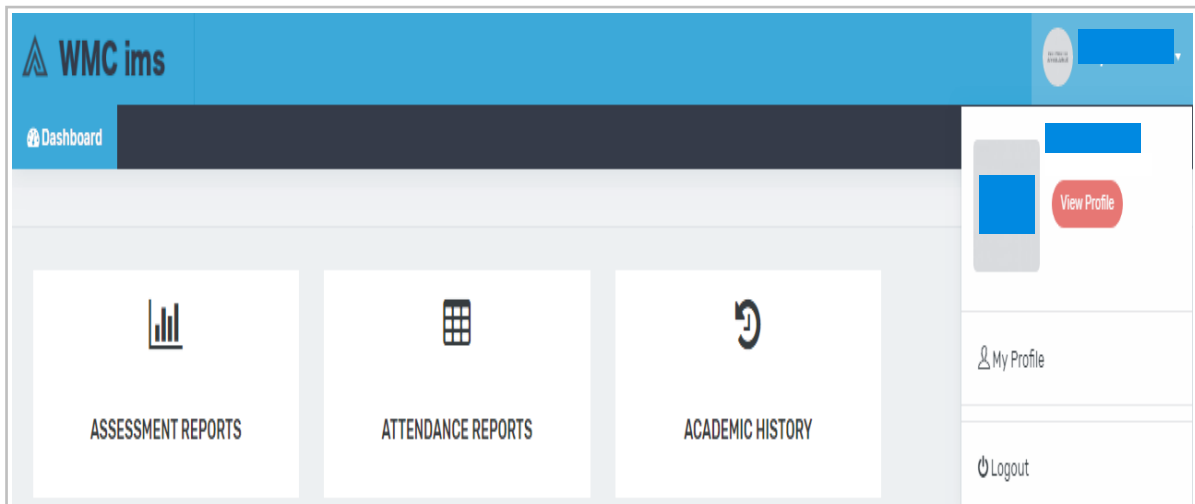 WMC ims
Dashboard
View Profile
My Profile
Logout
ASSESSMENT REPORTS
ATTENDANCE REPORTS
ACADEMIC HISTORY